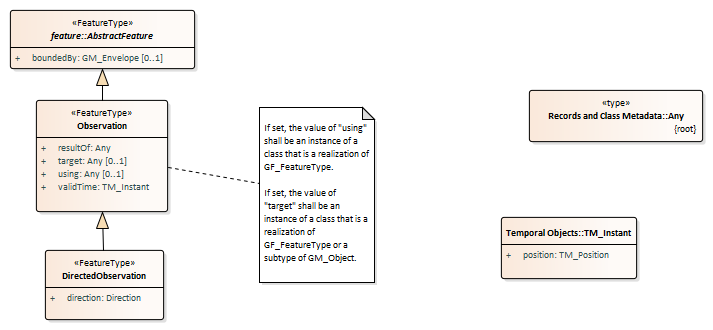 «FeatureType»
feature::AbstractFeature
+ boundedBy: GM_Envelope [0..1]
«FeatureType»
Observation
+ resultOf: Any
+ target: Any [0..1]
+ using: Any [0..1]
+ validTime: TM_Instant
«FeatureType»
DirectedObservation
+ direction: Direction
If set, the value of "using"
shall be an instance of a
class that is a realization of
GF_FeatureType.
If set, the value of
"target" shall be an
instance of a class that is a
realization of
GF_FeatureType or a
subtype of GM_Object.
«type»
Records and Class Metadata::Any
{root}
Temporal Objects::TM_Instant
+ position: TM_Position